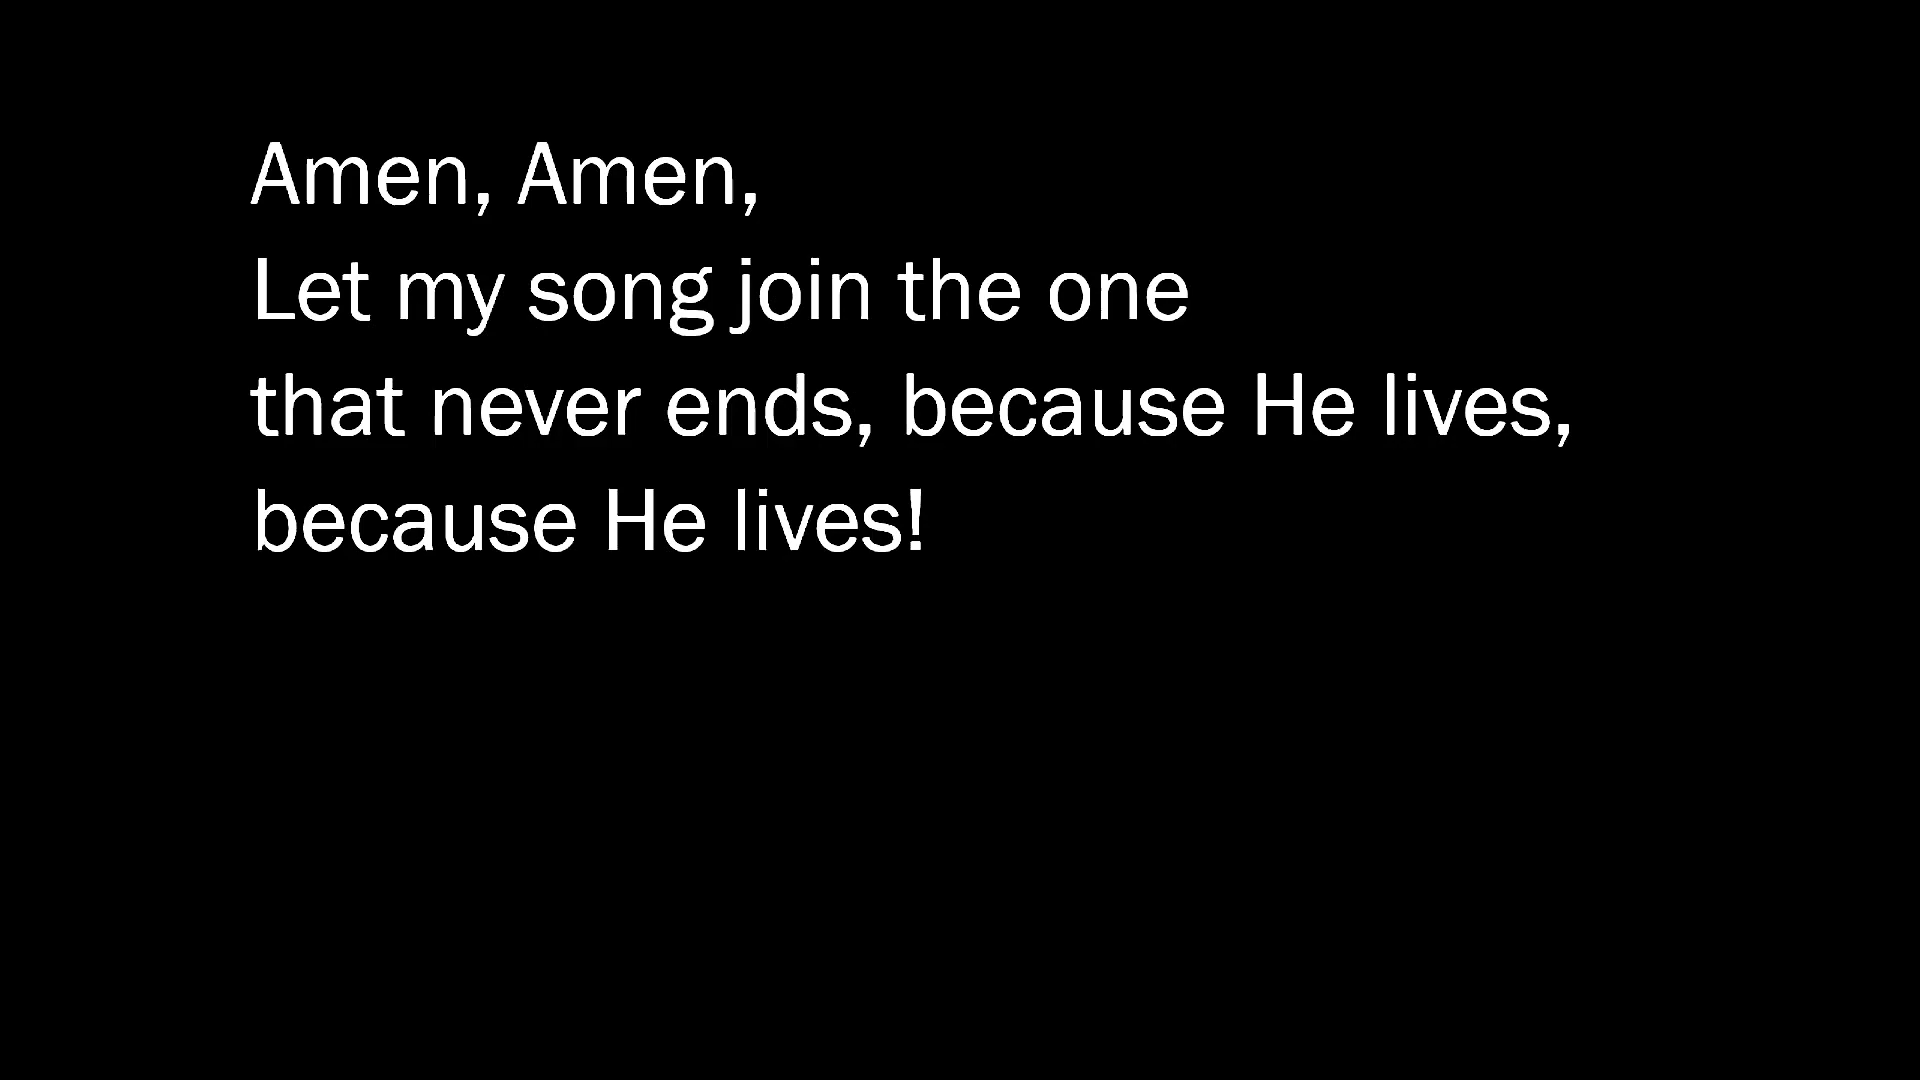 Amen, Amen,
Let my song join the one
that never ends, because He lives,
because He lives!